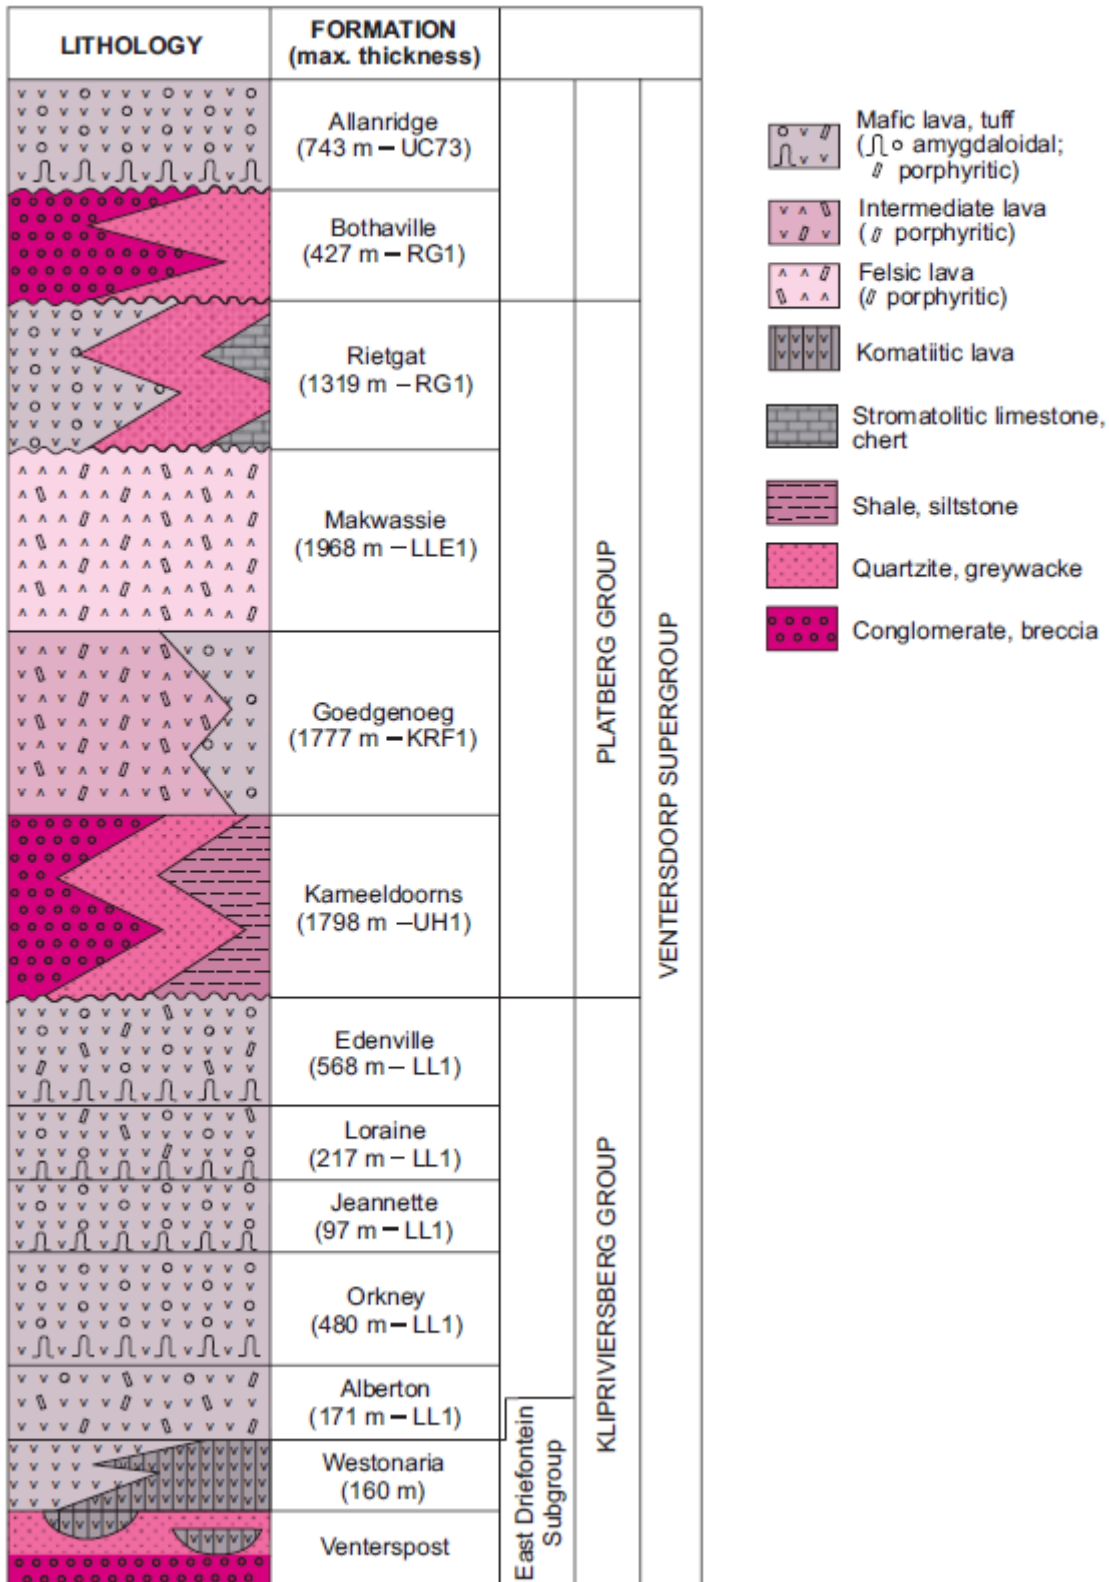 LITHOLOGY
FORMATION
(max. thickness)
Allanridge
(743 m – UC73)
Bothaville
(427 m – RG1)
Rietgat
(1319 m – RG1)
Makwassie
(1968 m – LLE1)
Goedgenoeg
(1777 m – KRF1)
Kameeldoorns
(1798 m –UH1)
Edenville
(568 m – LL1)
Loraine
(217 m – LL1)
Jeannette
(97 m – LL1)
Orkney
(480 m – LL1)
Alberton
(171 m – LL1)
Westonaria
(160 m)
Venterspost
East Driefontein
Subgroup
PLATBERG GROUP
KLIPRIVIERSBERG GROUP
VENTERSDORP SUPERGROUP
Mafic lava, tuff
( amygdaloidal;
porphyritic)
Intermediate lava
( porphyritic)
Felsic lava
( porphyritic)
Komatiitic lava
Stromatolitic limestone,
chert
Shale, siltstone
Quartzite, greywacke
Conglomerate, breccia